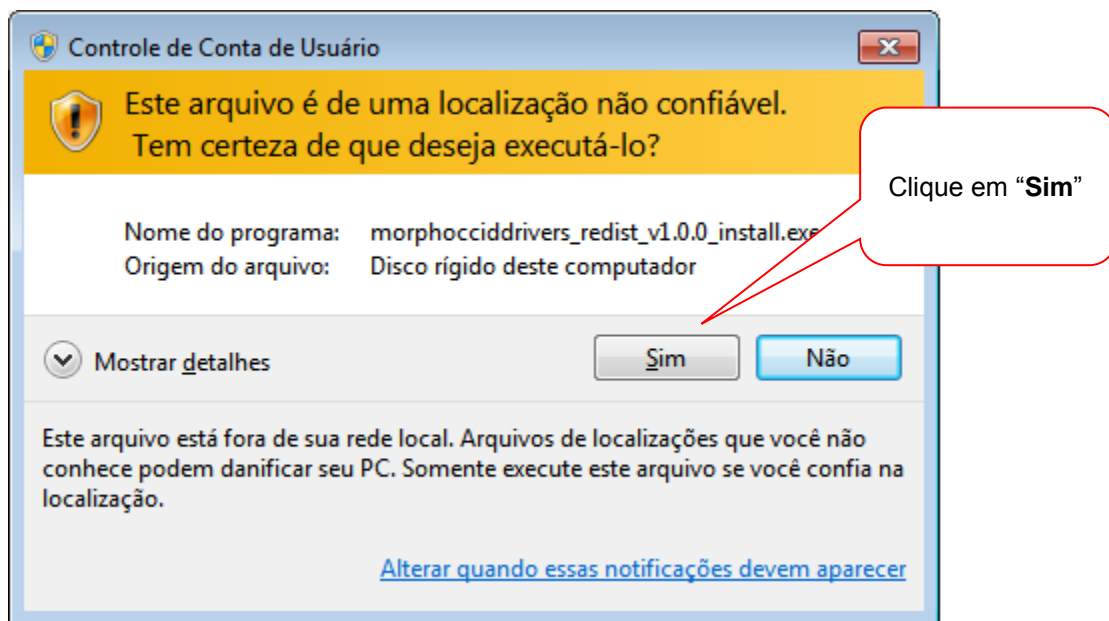 Controle de Conta de Usuário
Este arquivo é de uma localização não confiável.
Tem certeza de que deseja executá-lo?
Clique em “Sim”
Nome do programa: morphocciddrivers_redist_v1.0.0_install.exe
Origem do arquivo: Disco rígido deste computador
Mostrar detalhes
Sim
Não
Este arquivo está fora de sua rede local. Arquivos de localizações que você não
conhece podem danificar seu PC. Somente execute este arquivo se você confia na
localização.
Alterar quando essas notificações devem aparecer